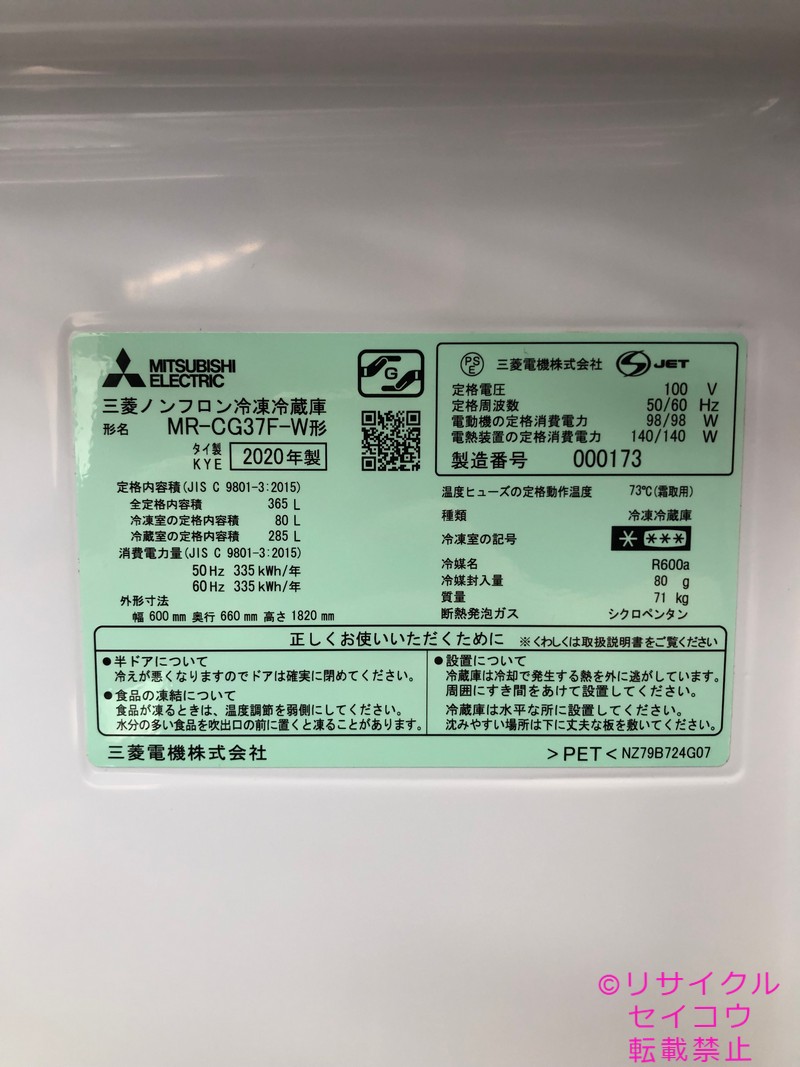 MITSUBISHI
ELECTRIC
G
三菱ノンフロン冷凍冷蔵庫
形名 MR-CG37F-W形
タイ製
KYE 2020年製
PSE 三菱電機株式会社 JET
定格電圧 100 V
定格周波数 50/60 Hz
電動機の定格消費電力 98/98 W
電熱装置の定格消費電力 140/140 W
製造番号 000173
定格内容積(JIS C 9801-3:2015)
全定格内容積 365 L
冷凍室の定格内容積 80 L
冷蔵室の定格内容積 285 L
消費電力量(JIS C 9801-3:2015)
50 Hz 335 kWh/年
60 Hz 335 kWh/年
外形寸法
幅 600 mm 奥行 660 mm 高さ 1820 mm
温度ヒューズの定格動作温度 73℃(霜取用)
種類 冷凍冷蔵庫
冷凍室の記号 * ***
冷媒名 R600a
冷媒封入量 80 g
質量 71 kg
断熱発泡ガス シクロペンタン
正しくお使いいただくために ※くわしくは取扱説明書をご覧ください
●半ドアについて
冷えが悪くなりますのでドアは確実に閉めてください。
●食品の凍結について
食品が凍るときは、温度調節を弱側にしてください。
水分の多い食品を吹出口の前に置くと凍ることがあります。
●設置について
冷蔵庫は冷却で発生する熱を外に逃がしています。
周囲にすき間をあけて設置してください。
冷蔵庫は水平な所に設置してください。
沈みやすい場所は下に丈夫な板を敷いてください。
三菱電機株式会社
>PET< NZ79B724G07
©リサイクル
セイコウ
転載禁止